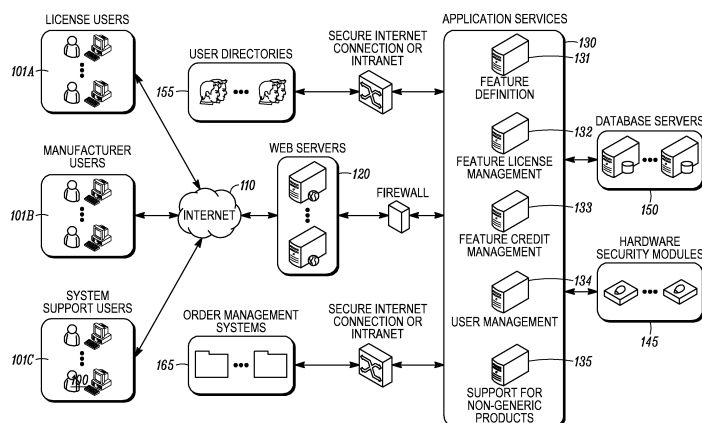 LICENSE USERS
101A
MANUFACTURER
USERS
101B
SYSTEM
SUPPORT USERS
101C
100
USER DIRECTORIES
155
SECURE INTERNET
CONNECTION OR
INTRANET
INTERNET
110
WEB SERVERS
120
FIREWALL
ORDER MANAGEMENT
SYSTEMS
165
SECURE INTERNET
CONNECTION OR
INTRANET
APPLICATION SERVICES
130
131
FEATURE
DEFINITION
132
FEATURE LICENSE
MANAGEMENT
133
FEATURE CREDIT
MANAGEMENT
134
USER MANAGEMENT
135
SUPPORT FOR
NON-GENERIC
PRODUCTS
DATABASE SERVERS
150
HARDWARE
SECURITY MODULES
145